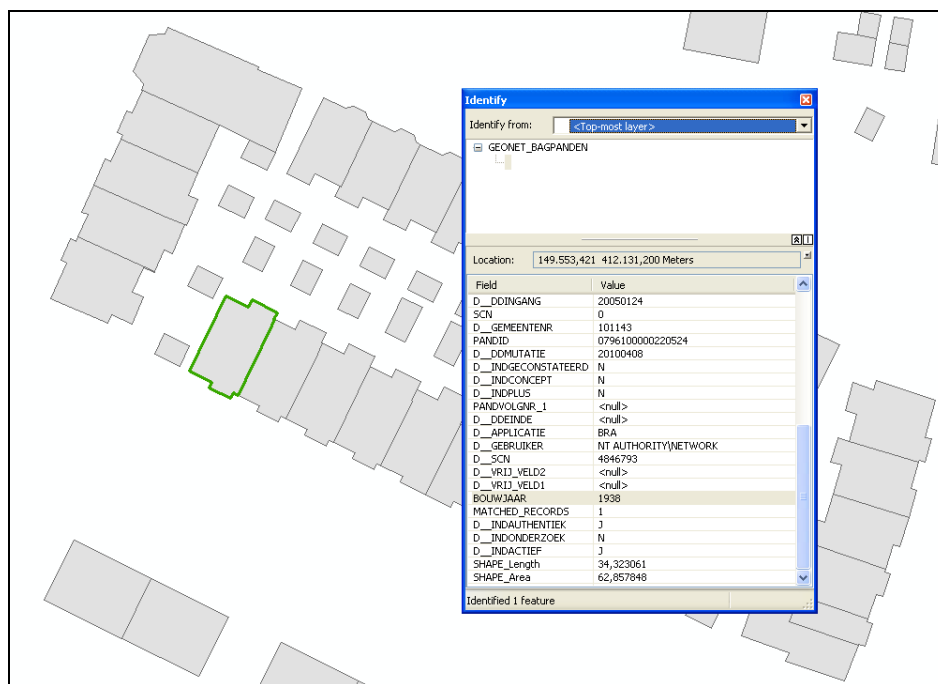 Identify
Identify from: <Top-most layer>
GEONET_BAGPANDEN
Location: 149.553,421 412.131,200 Meters
Field Value
D__DDINGANG 20050124
SCN 0
D__GEMEENTENR 101143
PANDID 0796100000220524
D__DDMUTATIE 20100408
D__INDGECONSTATEERD N
D__INDCONCEPT N
D__INDPLUS N
PANDVOLGNR_1 <null>
D__DDEINDE <null>
D__APPLICATIE BRA
D__GEBRUIKER NT AUTHORITY\NETWORK
D__SCN 4846793
D__VRIJ_VELD2 <null>
D__VRIJ_VELD1 <null>
BOUWJAAR 1938
MATCHED_RECORDS 1
D__INDAUTHENTIEK J
D__INDONDERZOEK N
D__INDACTIEF J
SHAPE_Length 34,323061
SHAPE_Area 62,857848
Identified 1 feature